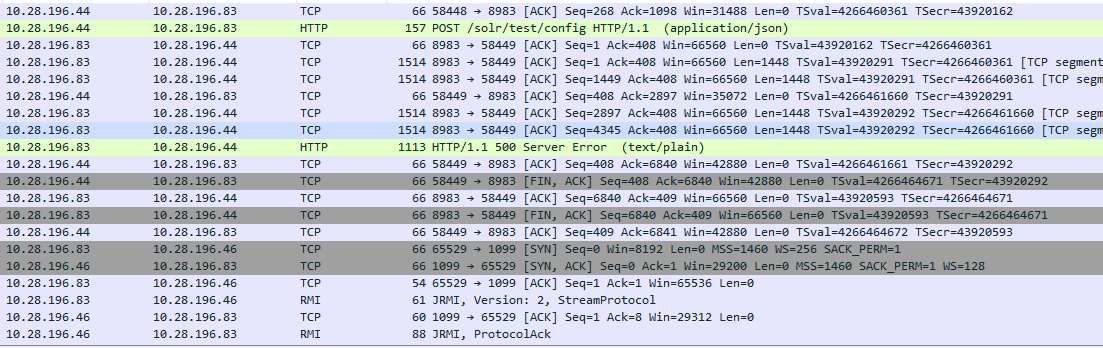 10.28.196.44 10.28.196.83 TCP 66 58448 → 8983 [ACK] Seq=268 Ack=1098 Win=31488 Len=0 TSval=4266460361 TSecr=43920162
10.28.196.44 10.28.196.83 HTTP 157 POST /solr/test/config HTTP/1.1 (application/json)
10.28.196.83 10.28.196.44 TCP 66 8983 → 58449 [ACK] Seq=1 Ack=408 Win=66560 Len=0 TSval=43920162 TSecr=4266460361
10.28.196.83 10.28.196.44 TCP 1514 8983 → 58449 [ACK] Seq=1 Ack=408 Win=66560 Len=1448 TSval=43920291 TSecr=4266460361 [TCP segment
10.28.196.83 10.28.196.44 TCP 1514 8983 → 58449 [ACK] Seq=1449 Ack=408 Win=66560 Len=1448 TSval=43920291 TSecr=4266460361 [TCP segm
10.28.196.44 10.28.196.83 TCP 66 58449 → 8983 [ACK] Seq=408 Ack=2897 Win=35072 Len=0 TSval=4266461660 TSecr=43920291
10.28.196.83 10.28.196.44 TCP 1514 8983 → 58449 [ACK] Seq=2897 Ack=408 Win=66560 Len=1448 TSval=43920292 TSecr=4266461660 [TCP segm
10.28.196.83 10.28.196.44 TCP 1514 8983 → 58449 [ACK] Seq=4345 Ack=408 Win=66560 Len=1448 TSval=43920292 TSecr=4266461660 [TCP segm
10.28.196.83 10.28.196.44 HTTP 1113 HTTP/1.1 500 Server Error (text/plain)
10.28.196.44 10.28.196.83 TCP 66 58449 → 8983 [ACK] Seq=408 Ack=6840 Win=42880 Len=0 TSval=4266461661 TSecr=43920292
10.28.196.44 10.28.196.83 TCP 66 58449 → 8983 [FIN, ACK] Seq=408 Ack=6840 Win=42880 Len=0 TSval=4266464671 TSecr=43920292
10.28.196.83 10.28.196.44 TCP 66 8983 → 58449 [ACK] Seq=6840 Ack=409 Win=66560 Len=0 TSval=43920593 TSecr=4266464671
10.28.196.83 10.28.196.44 TCP 66 8983 → 58449 [FIN, ACK] Seq=6840 Ack=409 Win=66560 Len=0 TSval=43920593 TSecr=4266464671
10.28.196.44 10.28.196.83 TCP 66 58449 → 8983 [ACK] Seq=409 Ack=6841 Win=42880 Len=0 TSval=4266464672 TSecr=43920593
10.28.196.83 10.28.196.46 TCP 66 65529 → 1099 [SYN] Seq=0 Win=8192 Len=0 MSS=1460 WS=256 SACK_PERM=1
10.28.196.46 10.28.196.83 TCP 66 1099 → 65529 [SYN, ACK] Seq=0 Ack=1 Win=29200 Len=0 MSS=1460 SACK_PERM=1 WS=128
10.28.196.83 10.28.196.46 TCP 54 65529 → 1099 [ACK] Seq=1 Ack=1 Win=65536 Len=0
10.28.196.83 10.28.196.46 RMI 61 JRMI, Version: 2, StreamProtocol
10.28.196.46 10.28.196.83 TCP 60 1099 → 65529 [ACK] Seq=1 Ack=8 Win=29312 Len=0
10.28.196.46 10.28.196.83 RMI 88 JRMI, ProtocolAck